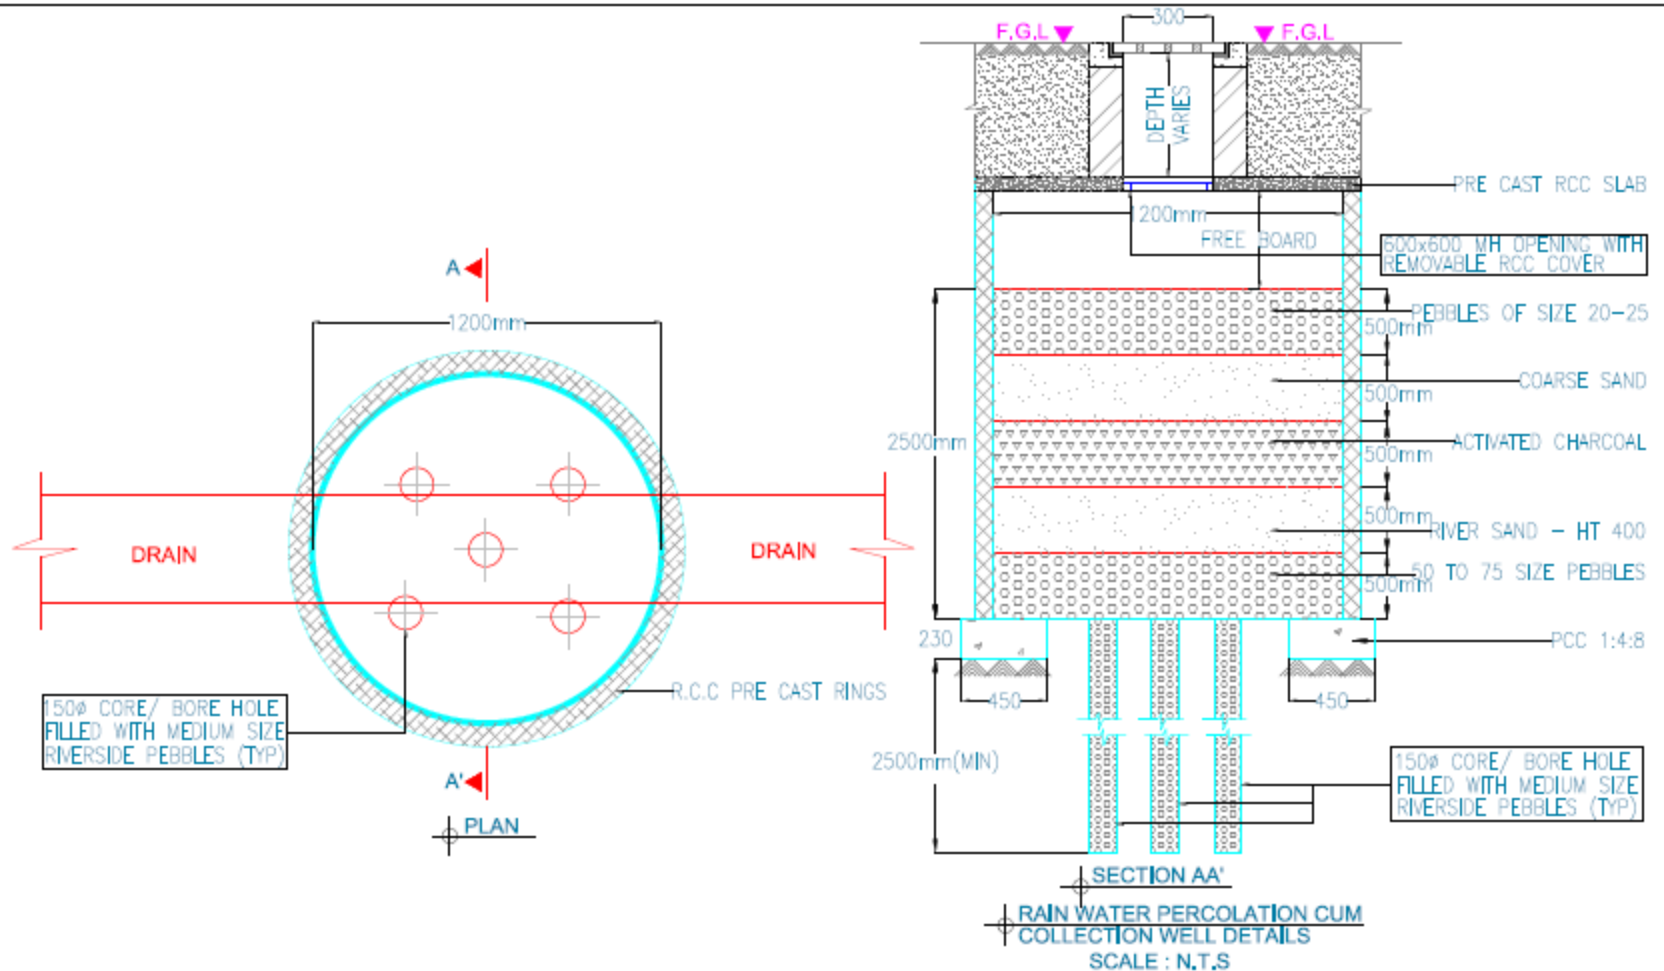 A
1200mm
DRAIN
DRAIN
R.C.C PRE CAST RINGS
150ø CORE/ BORE HOLE
FILLED WITH MEDIUM SIZE
RIVERSIDE PEBBLES (TYP)
A'
PLAN
300
F.G.L
F.G.L
DEPTH
VARIES
PRE CAST RCC SLAB
1200mm
FREE BOARD
600x600 MH OPENING WITH
REMOVABLE RCC COVER
PEBBLES OF SIZE 20-25
500mm
COARSE SAND
500mm
2500mm
ACTIVATED CHARCOAL
500mm
500mm
RIVER SAND - HT 400
50 TO 75 SIZE PEBBLES
500mm
230
PCC 1:4:8
450
450
2500mm(MIN)
150ø CORE/ BORE HOLE
FILLED WITH MEDIUM SIZE
RIVERSIDE PEBBLES (TYP)
SECTION AA'
RAIN WATER PERCOLATION CUM
COLLECTION WELL DETAILS
SCALE : N.T.S